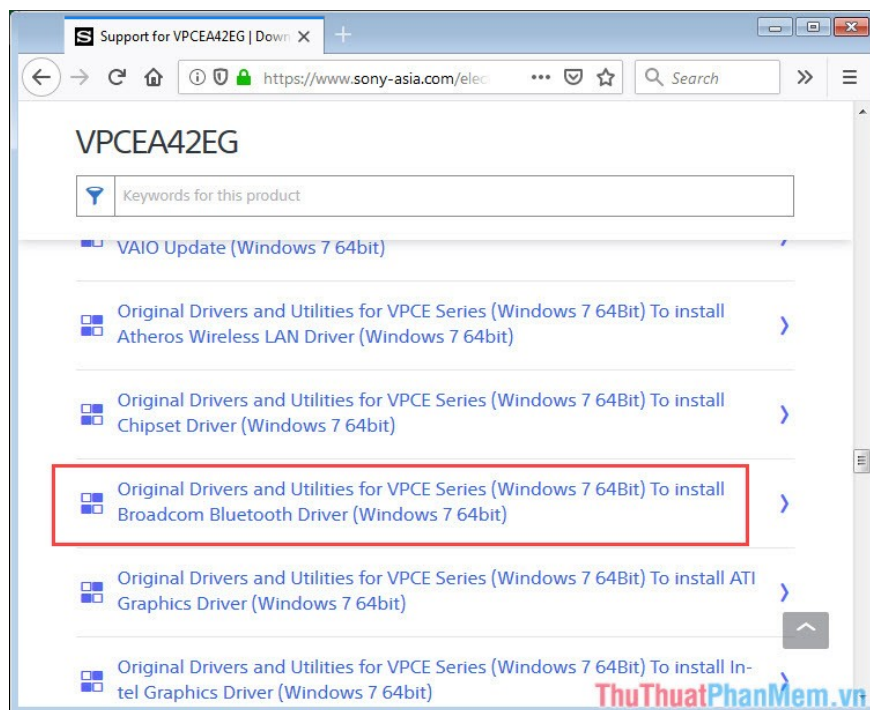 Support for VPCEA42EG | Down
https://www.sony-asia.com/elec
Search
VPCEA42EG
Keywords for this product
VAIO Update (Windows 7 64bit)
Original Drivers and Utilities for VPCE Series (Windows 7 64Bit) To install
Atheros Wireless LAN Driver (Windows 7 64bit)
Original Drivers and Utilities for VPCE Series (Windows 7 64Bit) To install
Chipset Driver (Windows 7 64bit)
Original Drivers and Utilities for VPCE Series (Windows 7 64Bit) To install
Broadcom Bluetooth Driver (Windows 7 64bit)
Original Drivers and Utilities for VPCE Series (Windows 7 64Bit) To install ATI
Graphics Driver (Windows 7 64bit)
Original Drivers and Utilities for VPCE Series (Windows 7 64Bit) To install In-
tel Graphics Driver (Windows 7 64bit)
ThuThuatPhanMem.vn